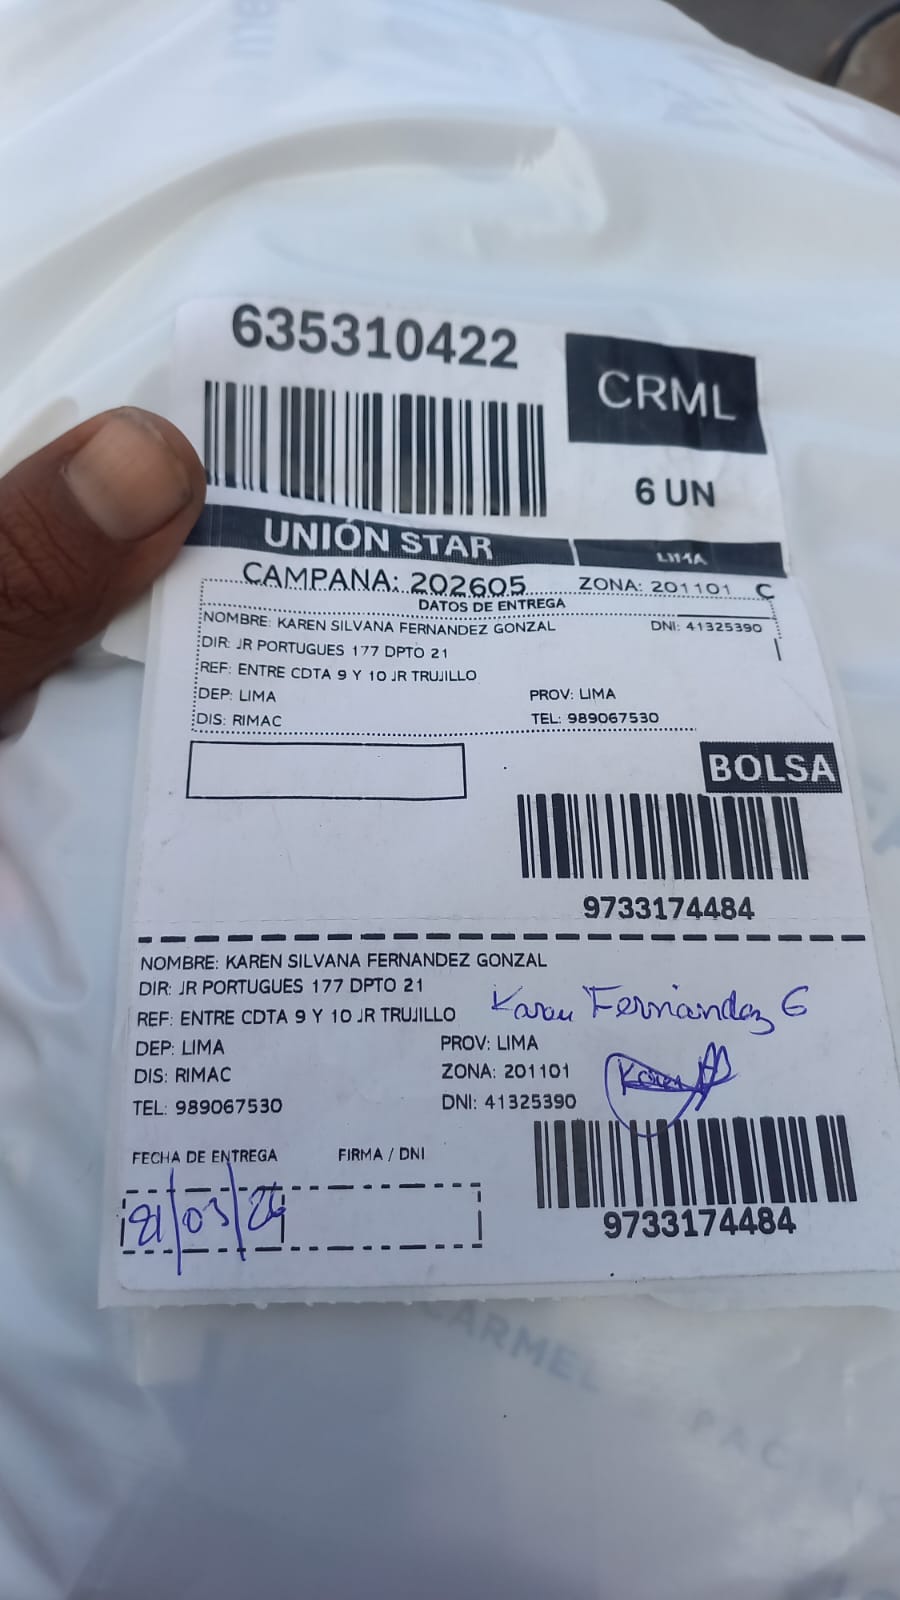 635310422
CRML
6 UN
UNIÓN STAR
LIMA
CAMPAÑA: 202605 ZONA: 201101 C
DATOS DE ENTREGA
NOMBRE: KAREN SILVANA FERNANDEZ GONZAL DNI: 41325390
DIR: JR PORTUGUES 177 DPTO 21
REF: ENTRE CDTA 9 Y 10 JR TRUJILLO
DEP: LIMA PROV: LIMA
DIS: RIMAC TEL: 989067530
BOLSA
9733174484
NOMBRE: KAREN SILVANA FERNANDEZ GONZAL
DIR: JR PORTUGUES 177 DPTO 21
REF: ENTRE CDTA 9 Y 10 JR TRUJILLO
Karen Fernandez G
DEP: LIMA PROV: LIMA
DIS: RIMAC ZONA: 201101
TEL: 989067530 DNI: 41325390
Karen
FECHA DE ENTREGA FIRMA / DNI
21/03/26
9733174484
CARMEL